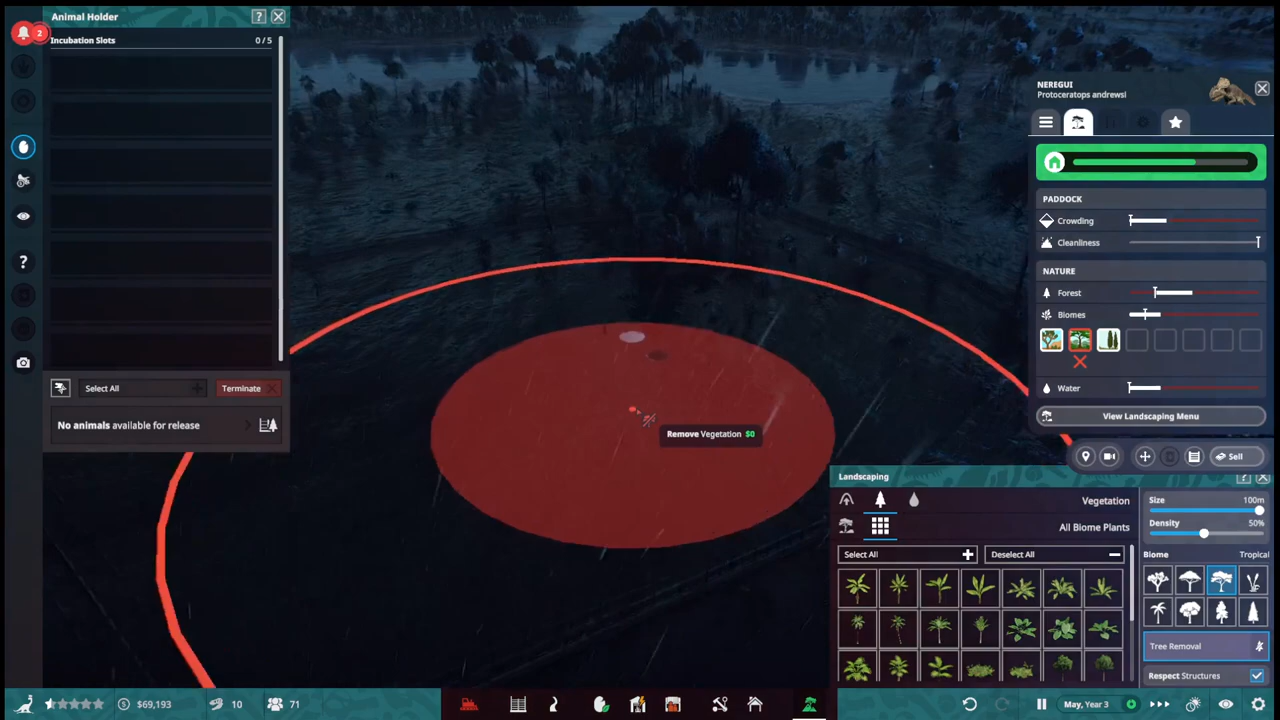 Animal Holder
?
2
Incubation Slots
0 / 5
Select All
Terminate
No animals available for release
NEREGUI
Protoceratops andrewsi
PADDOCK
Crowding
Cleanliness
NATURE
Forest
Biomes
Water
View Landscaping Menu
Sell
Remove Vegetation $0
Landscaping
?
Vegetation
All Biome Plants
Select All
Deselect All
Size
100m
Density
50%
Biome
Tropical
Tree Removal
Respect Structures
$69,193
10
71
May, Year 3